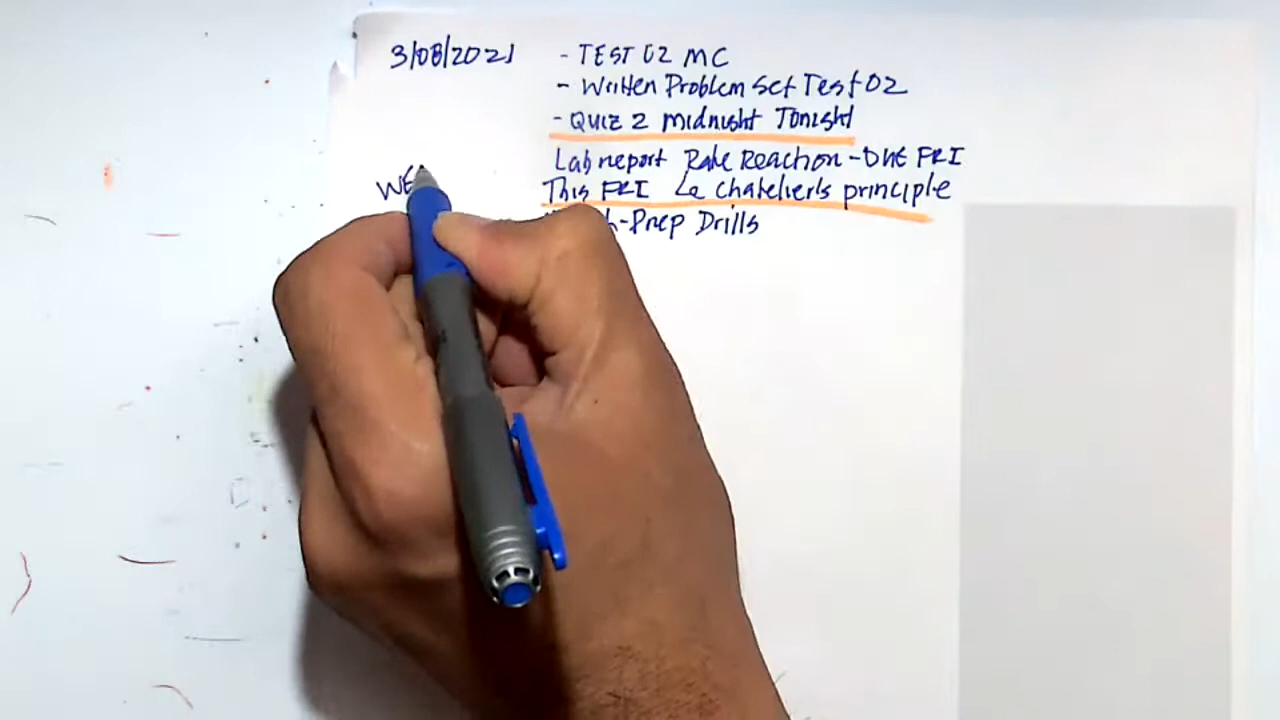 3/08/2021 - TEST 02 MC
- Written Problem Set Test 02
- QUIZ 2 MIDNIGHT TONIGHT
Lab report Rate Reaction - DUE FRI
This FRI Le Chatelier's principle
WE
-Prep Drills